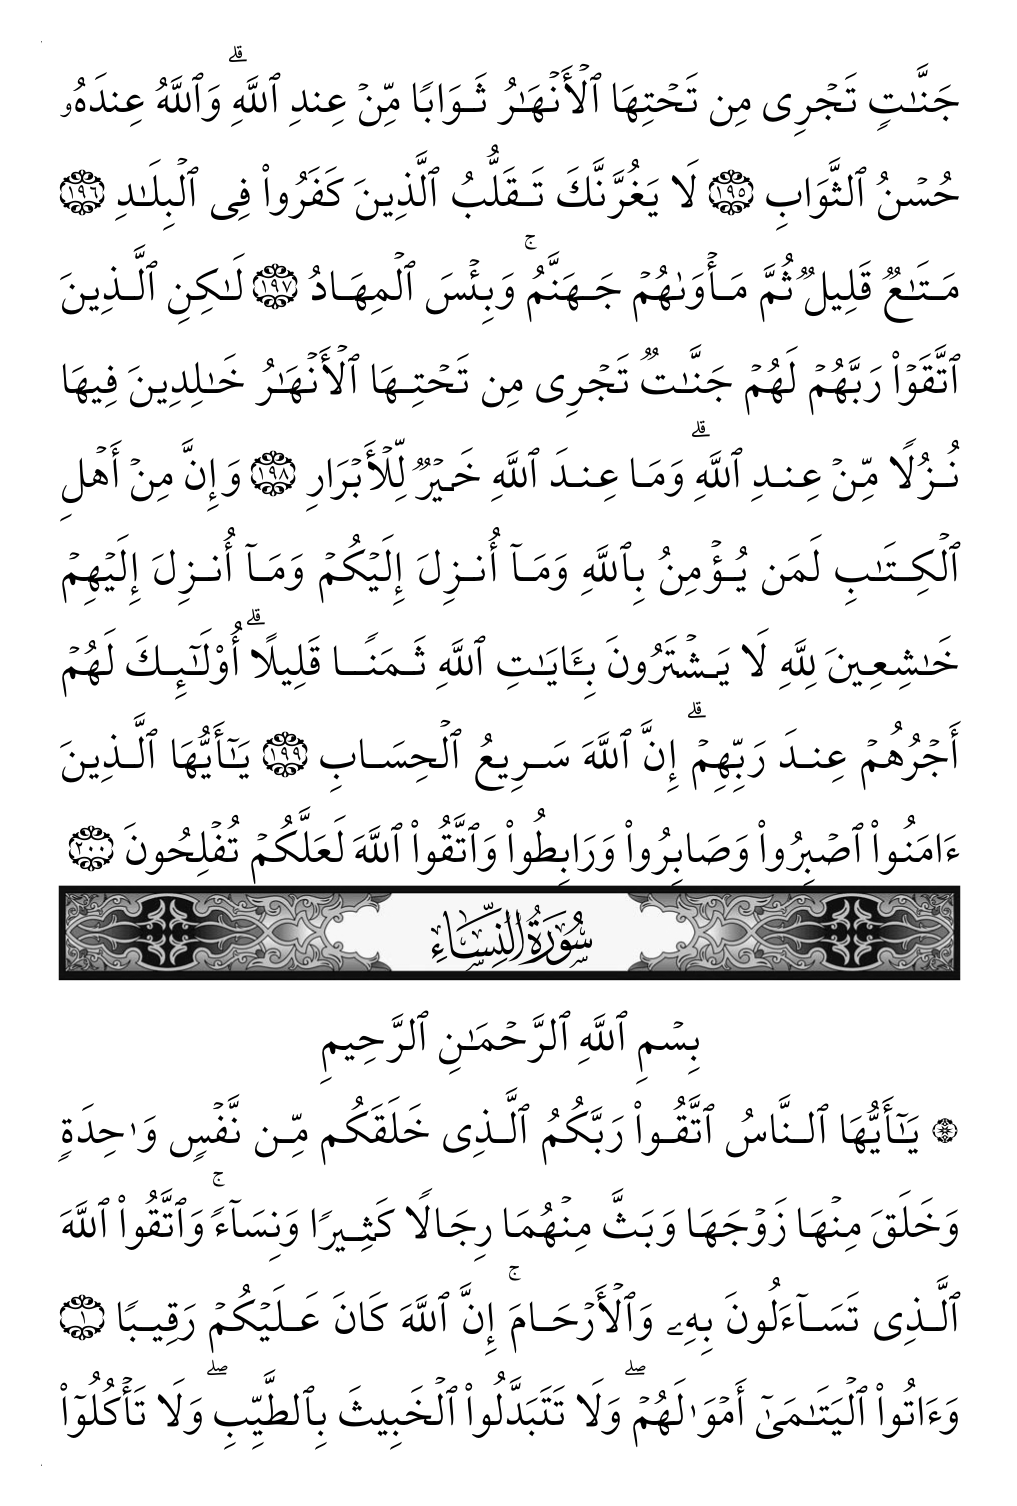 جَنَّٰتٍ تَجۡرِى مِن تَحۡتِهَا ٱلۡأَنۡهَٰرُ ثَوَابًا مِّنۡ عِندِ ٱللَّهِۗ وَٱللَّهُ عِندَهُۥ
حُسۡنُ ٱلثَّوَابِ ١٩٥ لَا يَغُرَّنَّكَ تَقَلُّبُ ٱلَّذِينَ كَفَرُواْ فِى ٱلۡبِلَٰدِ ١٩٦
مَتَٰعٌ قَلِيلٌ ثُمَّ مَأۡوَىٰهُمۡ جَهَنَّمُۚ وَبِئۡسَ ٱلۡمِهَادُ ١٩٧ لَٰكِنِ ٱلَّذِينَ
ٱتَّقَوۡاْ رَبَّهُمۡ لَهُمۡ جَنَّٰتٌ تَجۡرِى مِن تَحۡتِهَا ٱلۡأَنۡهَٰرُ خَٰلِدِينَ فِيهَا
نُزُلًا مِّنۡ عِندِ ٱللَّهِۗ وَمَا عِندَ ٱللَّهِ خَيۡرٌ لِّلۡأَبۡرَارِ ١٩٨ وَإِنَّ مِنۡ أَهۡلِ
ٱلۡكِتَٰبِ لَمَن يُؤۡمِنُ بِٱللَّهِ وَمَآ أُنزِلَ إِلَيۡكُمۡ وَمَآ أُنزِلَ إِلَيۡهِمۡ
خَٰشِعِينَ لِلَّهِ لَا يَشۡتَرُونَ بِـَٔايَٰتِ ٱللَّهِ ثَمَنًا قَلِيلًاۗ أُوْلَٰٓئِكَ لَهُمۡ
أَجۡرُهُمۡ عِندَ رَبِّهِمۡۗ إِنَّ ٱللَّهَ سَرِيعُ ٱلۡحِسَابِ ١٩٩ يَٰٓأَيُّهَا ٱلَّذِينَ
ءَامَنُواْ ٱصۡبِرُواْ وَصَابِرُواْ وَرَابِطُواْ وَٱتَّقُواْ ٱللَّهَ لَعَلَّكُمۡ تُفۡلِحُونَ ٢٠٠
سُورَةُ النِّسَاءِ
بِسۡمِ ٱللَّهِ ٱلرَّحۡمَٰنِ ٱلرَّحِيمِ
۞ يَٰٓأَيُّهَا ٱلنَّاسُ ٱتَّقُواْ رَبَّكُمُ ٱلَّذِى خَلَقَكُم مِّن نَّفۡسٍ وَٰحِدَةٍ
وَخَلَقَ مِنۡهَا زَوۡجَهَا وَبَثَّ مِنۡهُمَا رِجَالًا كَثِيرًا وَنِسَآءًۚ وَٱتَّقُواْ ٱللَّهَ
ٱلَّذِى تَسَآءَلُونَ بِهِۦ وَٱلۡأَرۡحَامَۚ إِنَّ ٱللَّهَ كَانَ عَلَيۡكُمۡ رَقِيبًا ١
وَءَاتُواْ ٱلۡيَتَٰمَىٰٓ أَمۡوَٰلَهُمۡۖ وَلَا تَتَبَدَّلُواْ ٱلۡخَبِيثَ بِٱلطَّيِّبِۖ وَلَا تَأۡكُلُوٓاْ